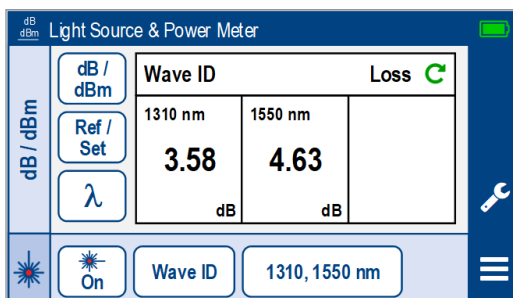 dB
dBm
Light Source & Power Meter
dB / dBm
dB /
dBm
Ref /
Set
λ
Wave ID
Loss
1310 nm
3.58
dB
1550 nm
4.63
dB
On
Wave ID
1310, 1550 nm